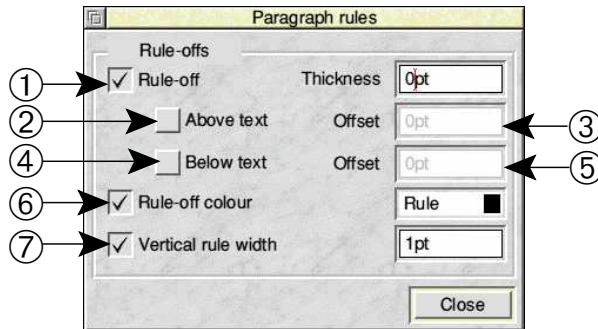 Paragraph rules
Rule-offs
① Rule-off Thickness 0pt
② Above text Offset 0pt ③
④ Below text Offset 0pt ⑤
⑥ Rule-off colour Rule
⑦ Vertical rule width 1pt
Close